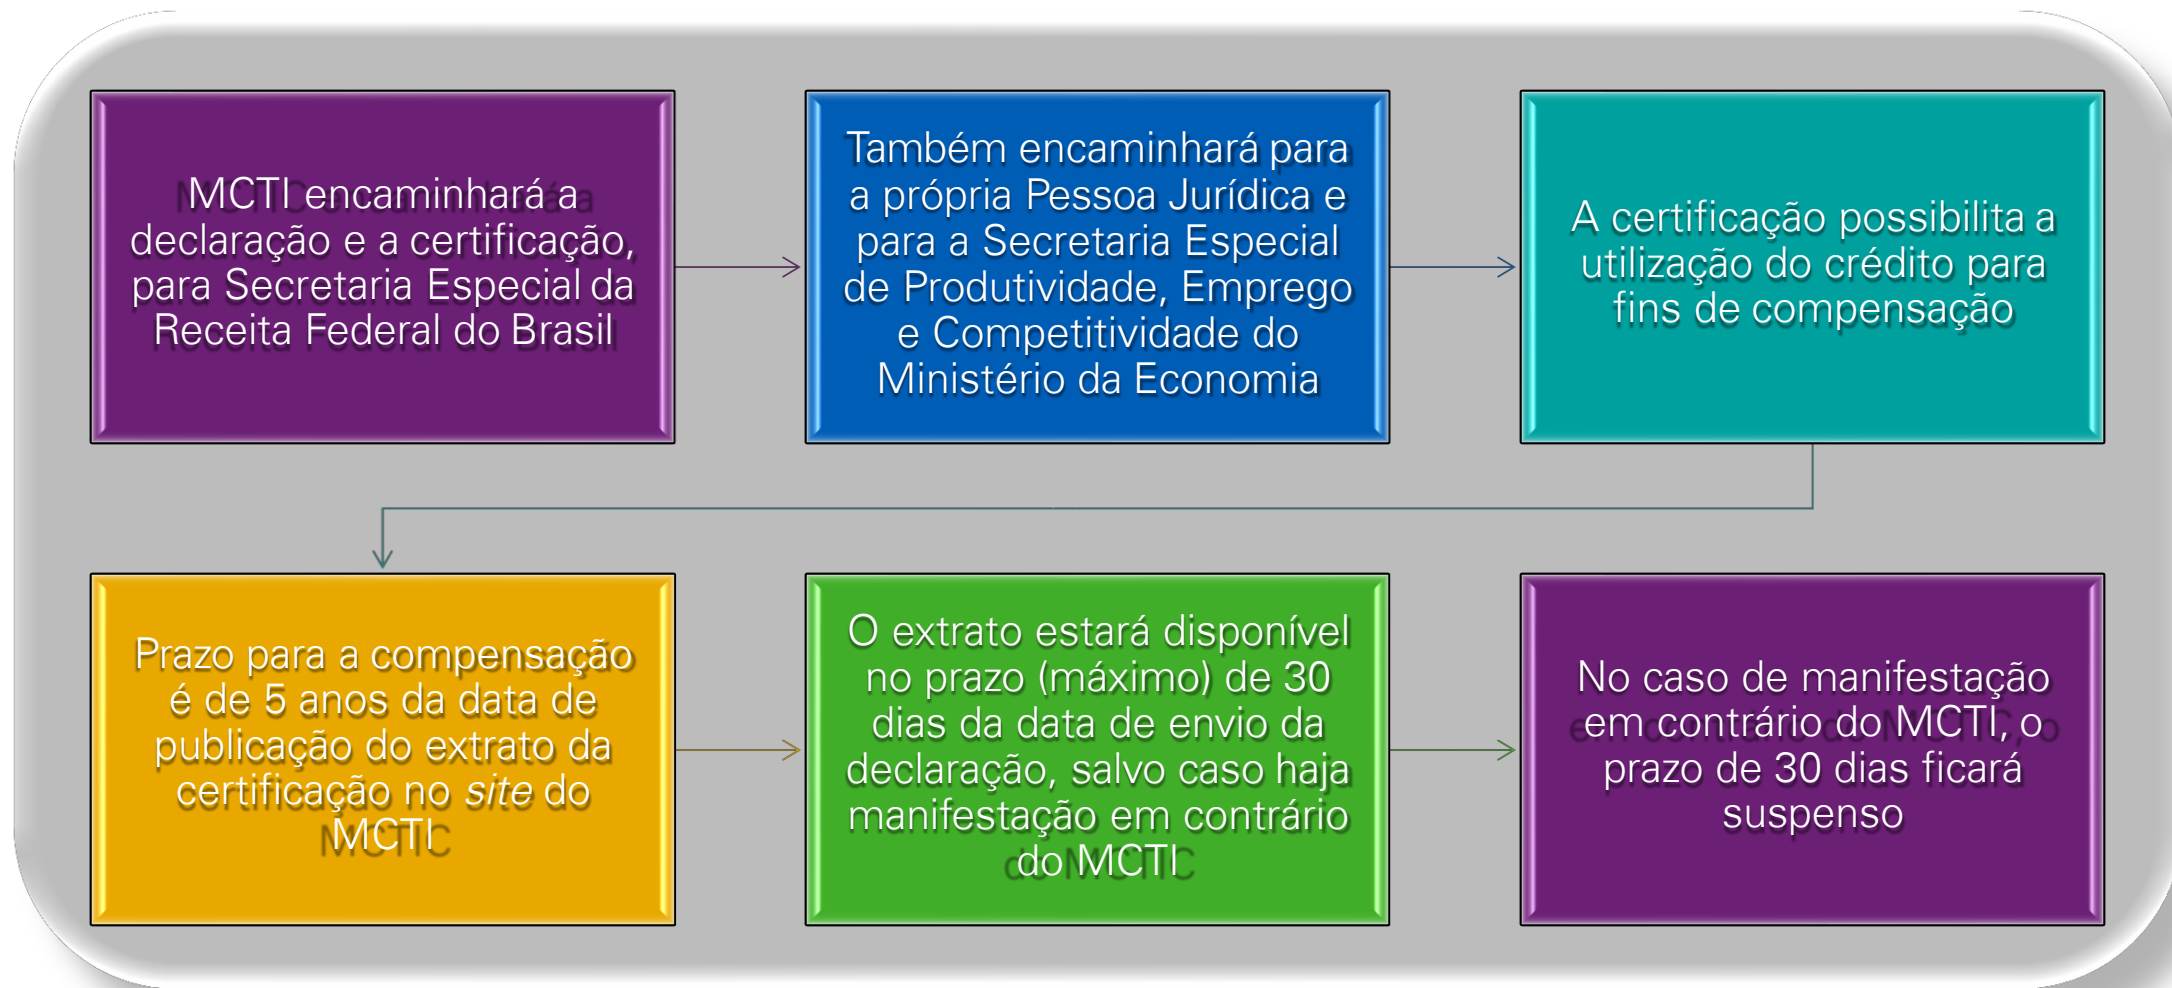 MCTI encaminhará a
declaração e a certificação,
para Secretaria Especial da
Receita Federal do Brasil
Também encaminhará para
a própria Pessoa Jurídica e
para a Secretaria Especial
de Produtividade, Emprego
e Competitividade do
Ministério da Economia
A certificação possibilita a
utilização do crédito para
fins de compensação
Prazo para a compensação
é de 5 anos da data de
publicação do extrato da
certificação no site do
MCTI
O extrato estará disponível
no prazo (máximo) de 30
dias da data de envio da
declaração, salvo caso haja
manifestação em contrário
do MCTI
No caso de manifestação
em contrário do MCTI, o
prazo de 30 dias ficará
suspenso